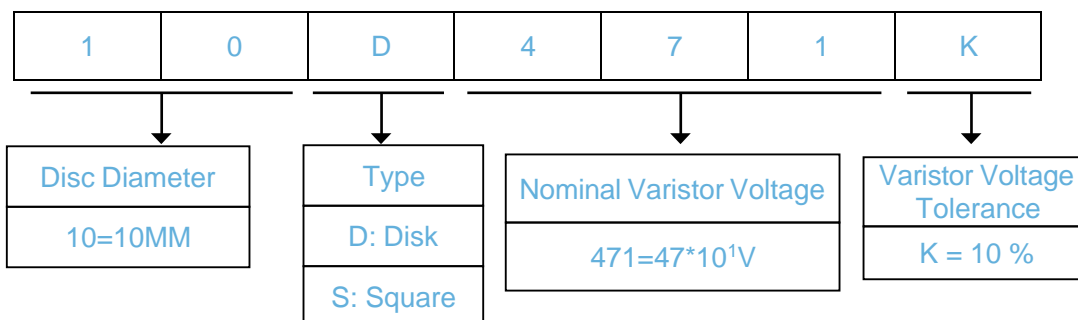 1 0 D 4 7 1 K
Disc Diameter
10=10MM
Type
D: Disk
S: Square
Nominal Varistor Voltage
471=47*10¹V
Varistor Voltage
Tolerance
K = 10 %